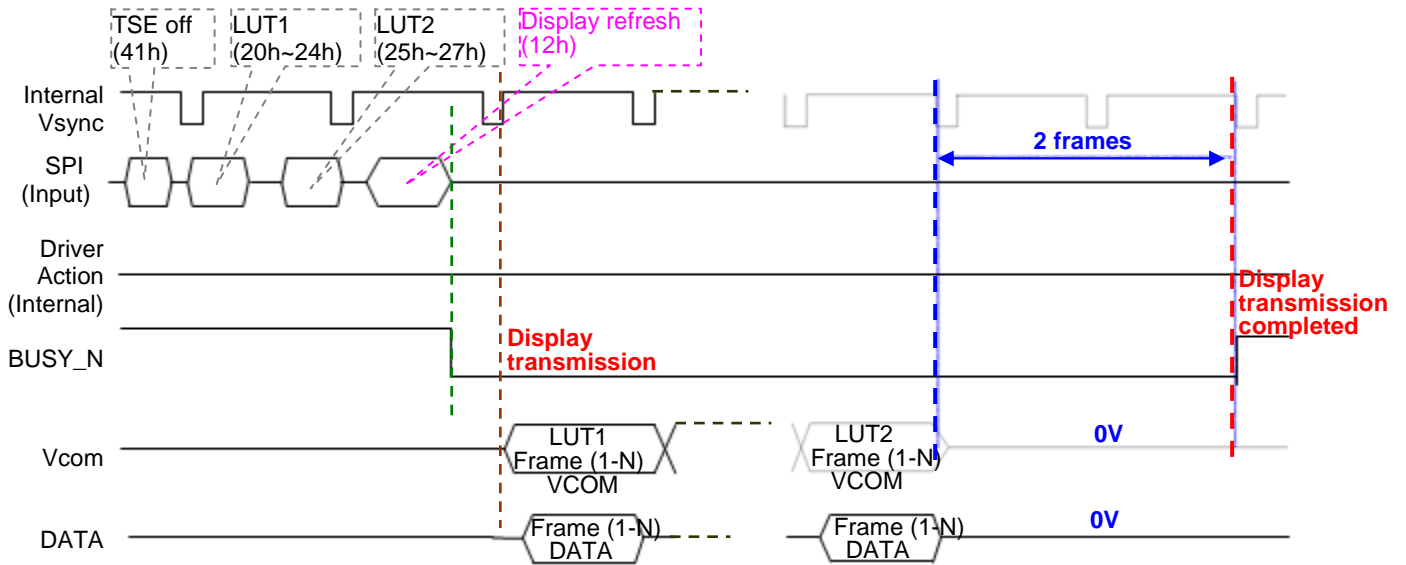 TSE off
(41h)
LUT1
(20h~24h)
LUT2
(25h~27h)
Display refresh
(12h)
Internal
Vsync
2 frames
SPI
(Input)
Driver
Action
(Internal)
Display
transmission
completed
BUSY_N
Display
transmission
Vcom
LUT1
Frame (1-N)
VCOM
LUT2
Frame (1-N)
VCOM
0V
DATA
Frame (1-N)
DATA
Frame (1-N)
DATA
0V